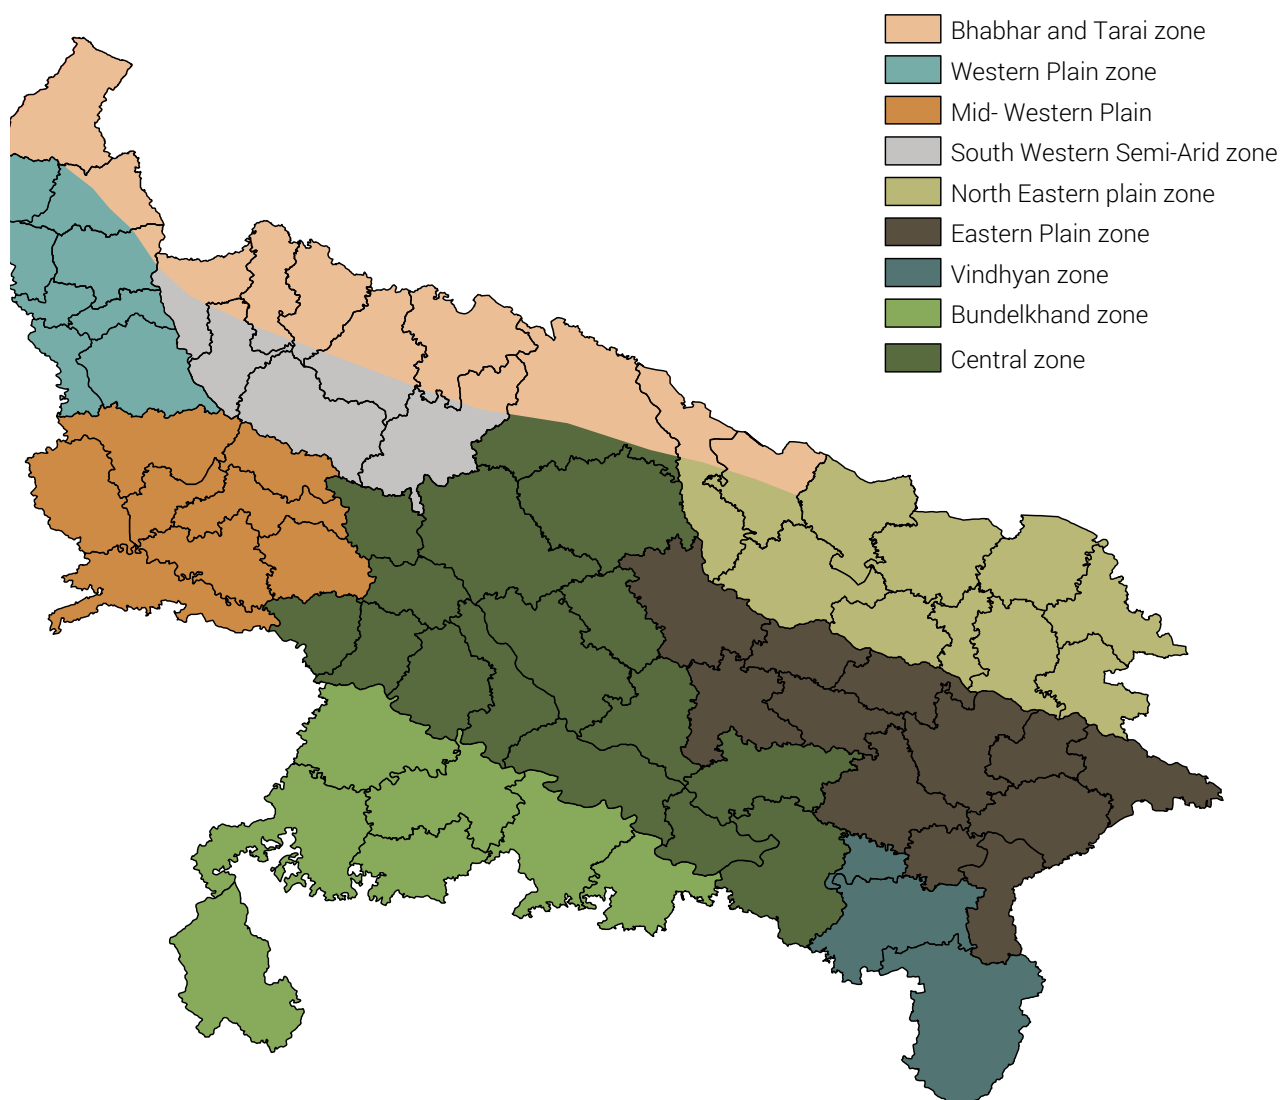 Bhabhar and Tarai zone
Western Plain zone
Mid- Western Plain
South Western Semi-Arid zone
North Eastern plain zone
Eastern Plain zone
Vindhyan zone
Bundelkhand zone
Central zone